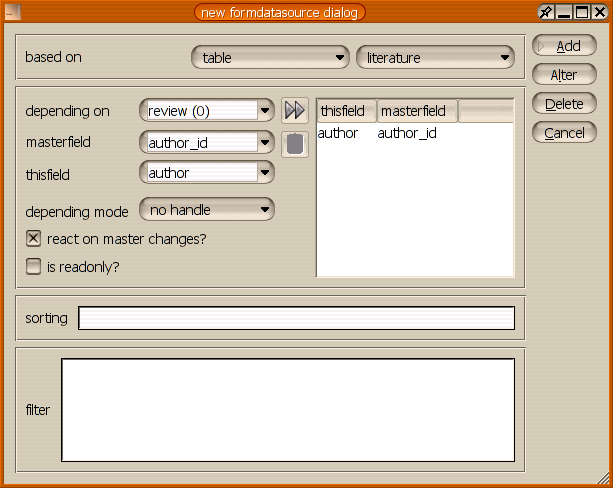 new formdatasource dialog
based on table literature
Add
Alter
Delete
Cancel
depending on review (0)
masterfield author_id
thisfield author
depending mode no handle
react on master changes?
is readonly?
thisfield masterfield
author author_id
sorting
filter